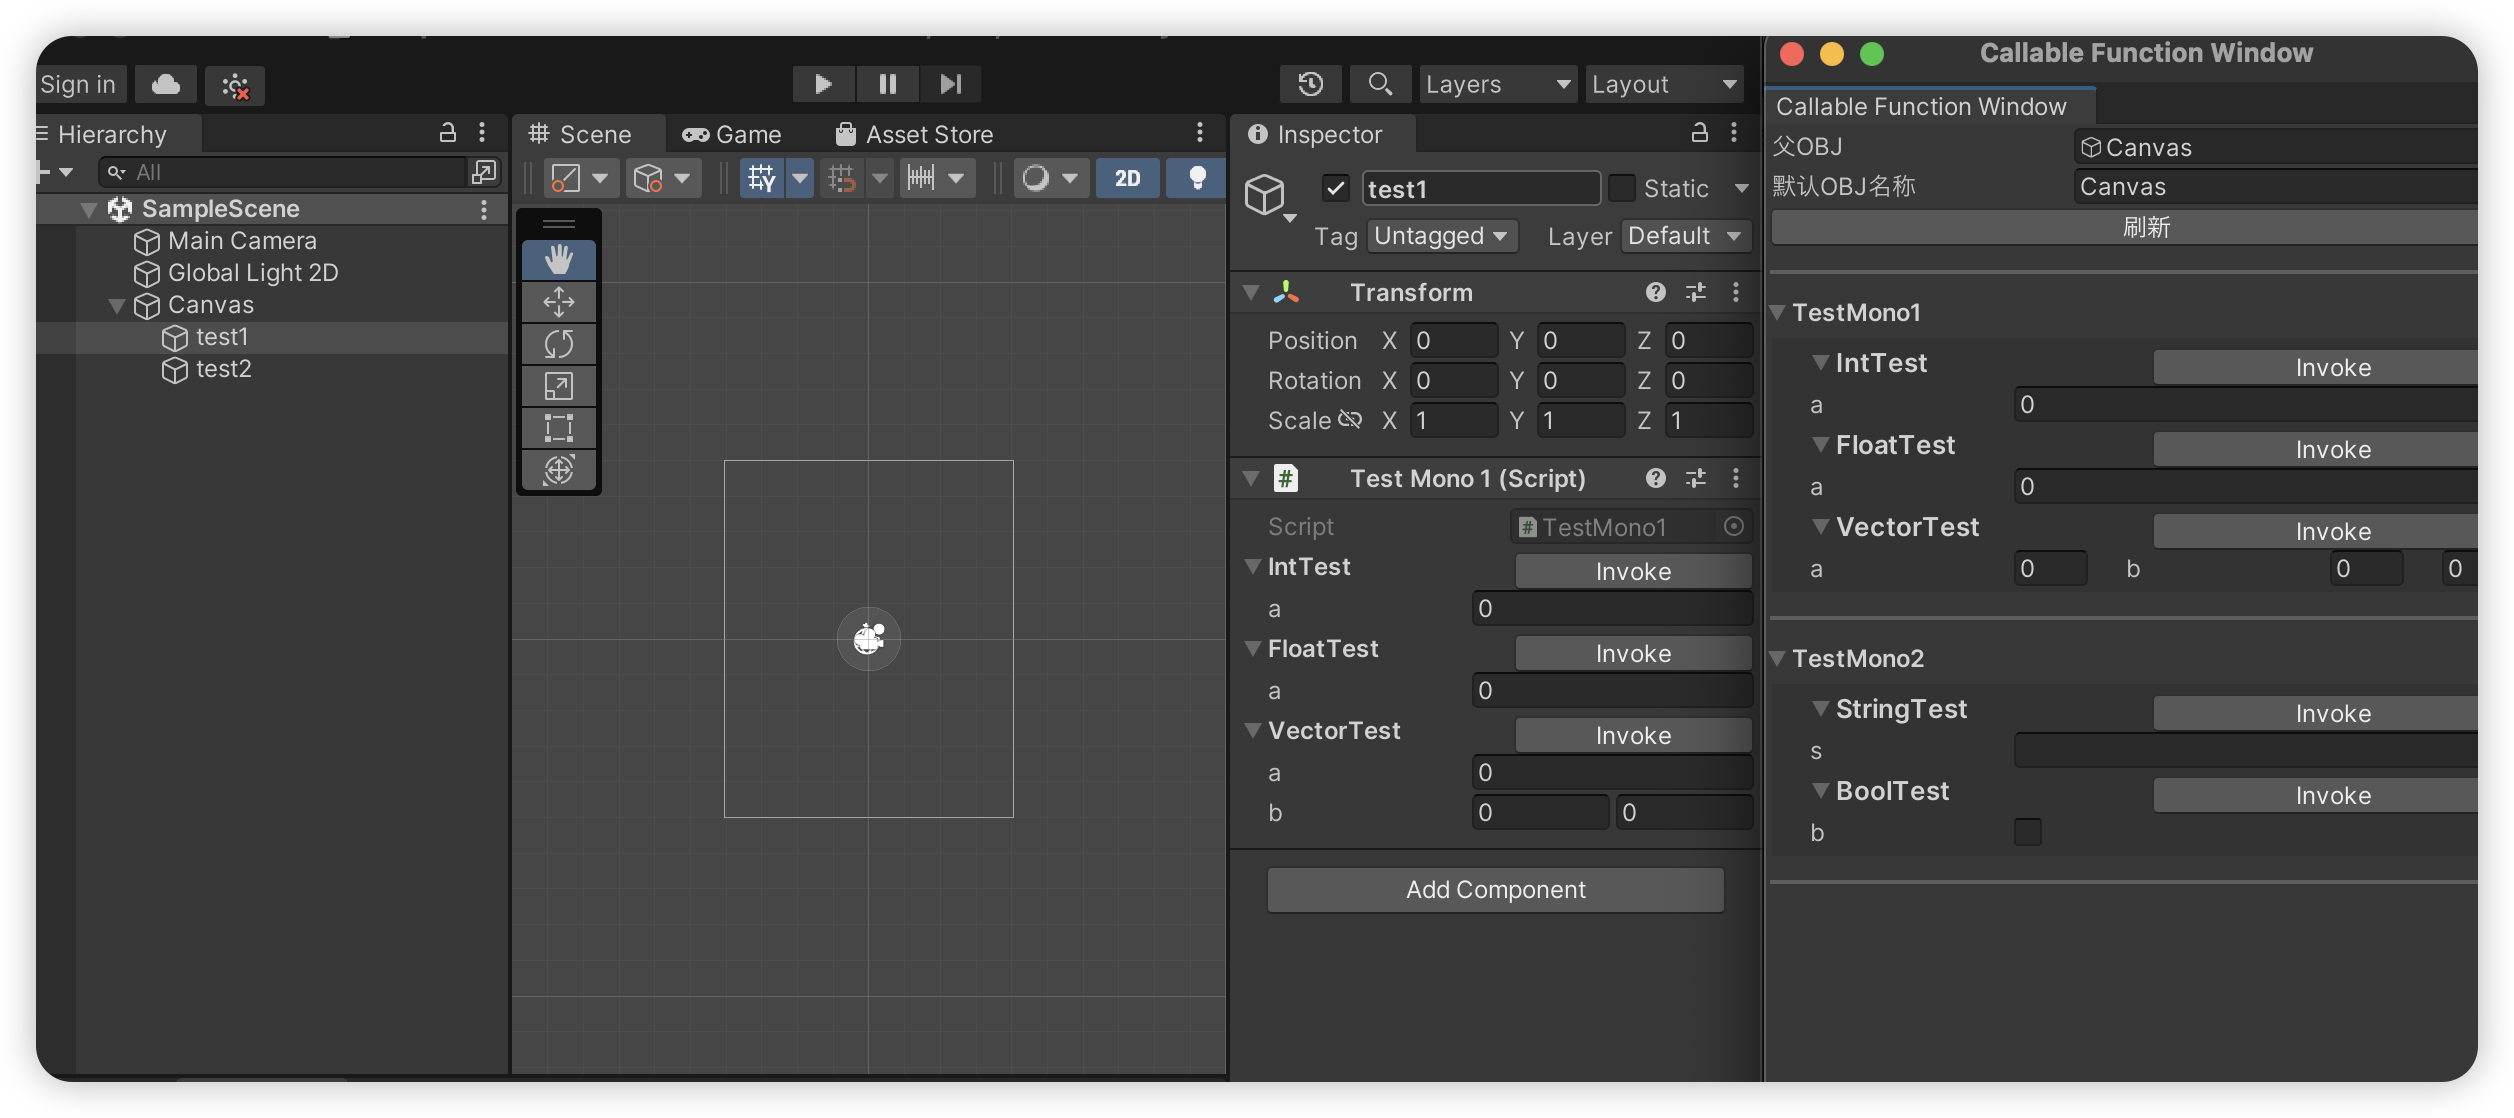 Callable Function Window
Sign in
Layers
Layout
Callable Function Window
Hierarchy
Scene
Game
Asset Store
Inspector
父OBJ
Canvas
All
2D
test1
Static
默认OBJ名称
Canvas
SampleScene
Tag
Untagged
Layer
Default
刷新
Main Camera
Global Light 2D
Canvas
test1
test2
Transform
Position X 0 Y 0 Z 0
Rotation X 0 Y 0 Z 0
Scale X 1 Y 1 Z 1
Test Mono 1 (Script)
Script
# TestMono1
IntTest
Invoke
a 0
FloatTest
Invoke
a 0
VectorTest
Invoke
a 0
b 0 0
Add Component
TestMono1
IntTest
Invoke
a 0
FloatTest
Invoke
a 0
VectorTest
Invoke
a 0 b 0 0
TestMono2
StringTest
Invoke
s
BoolTest
Invoke
b